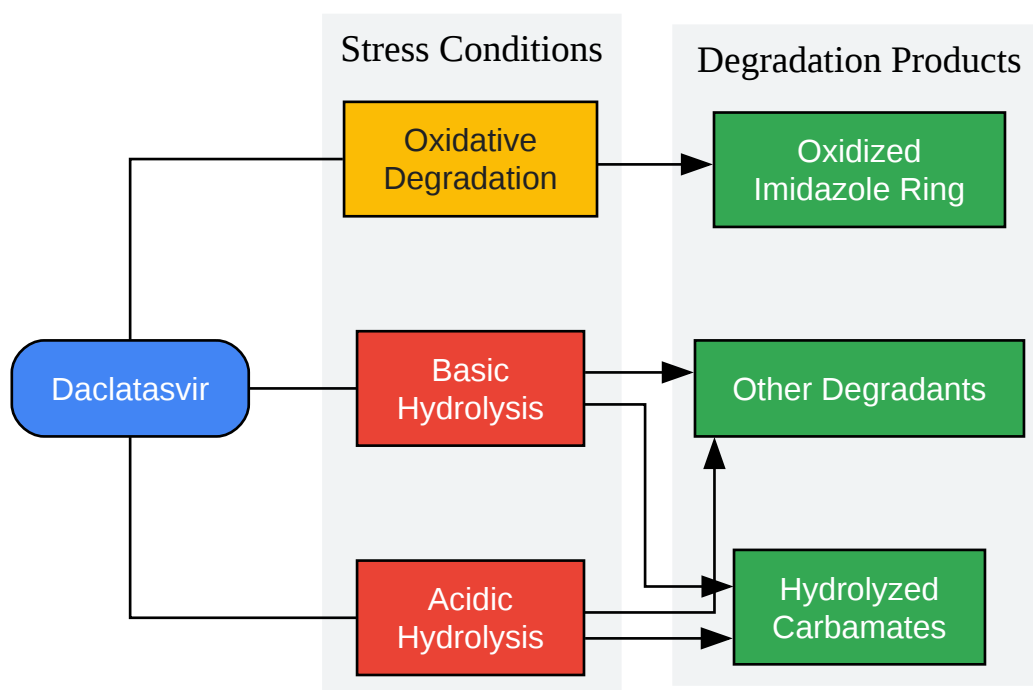 Stress Conditions
Degradation Products
Oxidative
Degradation
Oxidized
Imidazole Ring
Daclatasvir
Basic
Hydrolysis
Other Degradants
Acidic
Hydrolysis
Hydrolyzed
Carbamates